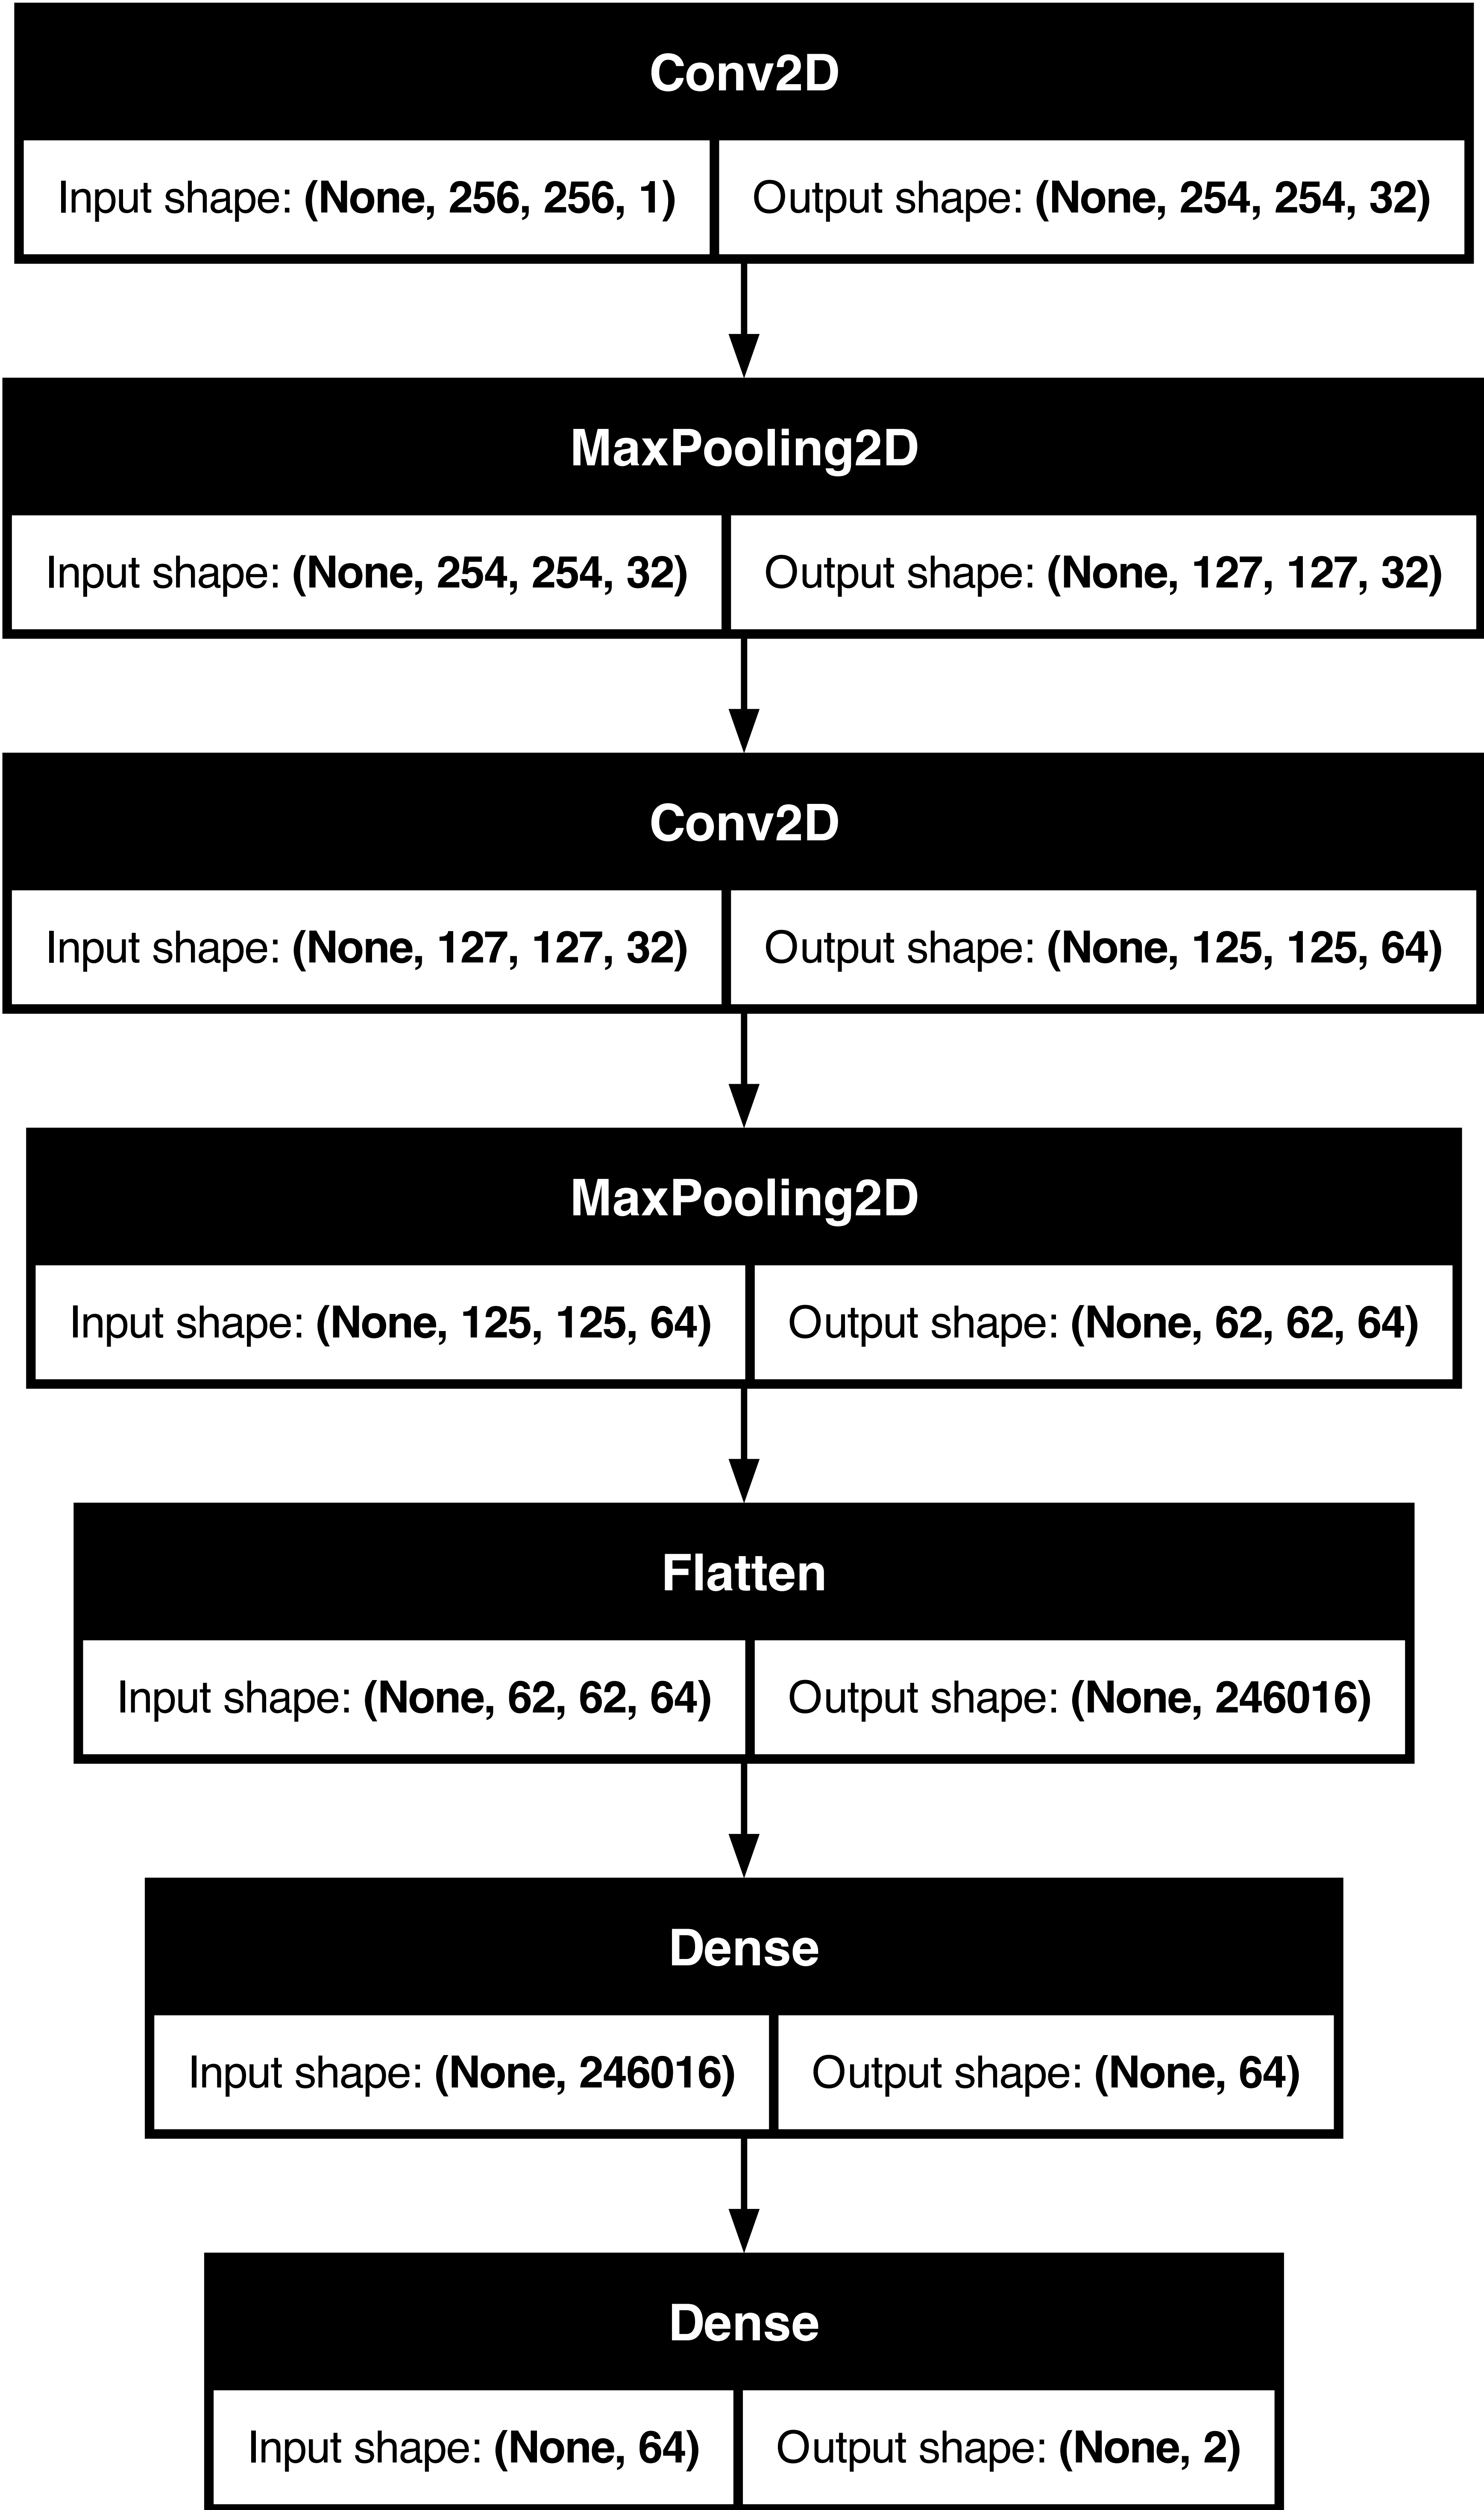 Conv2D
Input shape: (None, 256, 256, 1) Output shape: (None, 254, 254, 32)
MaxPooling2D
Input shape: (None, 254, 254, 32) Output shape: (None, 127, 127, 32)
Conv2D
Input shape: (None, 127, 127, 32) Output shape: (None, 125, 125, 64)
MaxPooling2D
Input shape: (None, 125, 125, 64) Output shape: (None, 62, 62, 64)
Flatten
Input shape: (None, 62, 62, 64) Output shape: (None, 246016)
Dense
Input shape: (None, 246016) Output shape: (None, 64)
Dense
Input shape: (None, 64) Output shape: (None, 2)